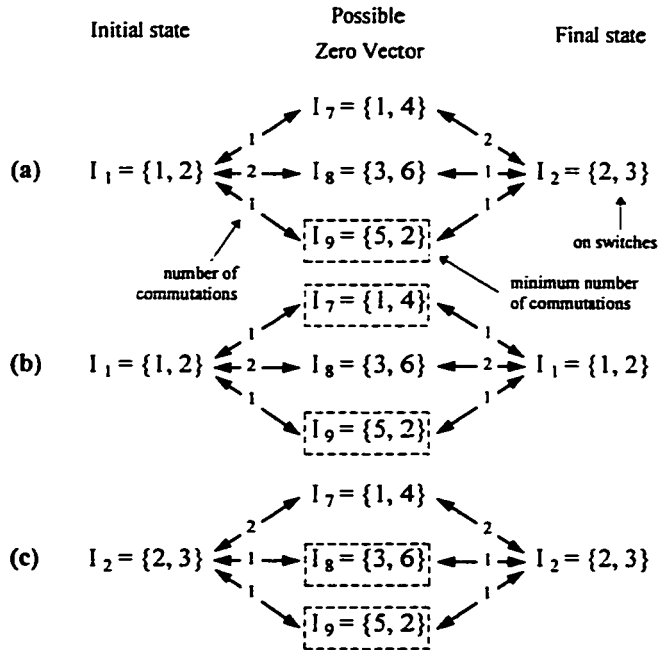 Initial state
Possible
Zero Vector
Final state
I 7 = {1, 4}
1
2
(a)
I 1 = {1, 2}
2
I 8 = {3, 6}
1
I 2 = {2, 3}
1
1
I 9 = {5, 2}
on switches
number of
commutations
minimum number
of commutations
I 7 = {1, 4}
1
1
(b)
I 1 = {1, 2}
2
I 8 = {3, 6}
2
I 1 = {1, 2}
1
1
I 9 = {5, 2}
I 7 = {1, 4}
2
2
(c)
I 2 = {2, 3}
1
I 8 = {3, 6}
1
I 2 = {2, 3}
1
1
I 9 = {5, 2}